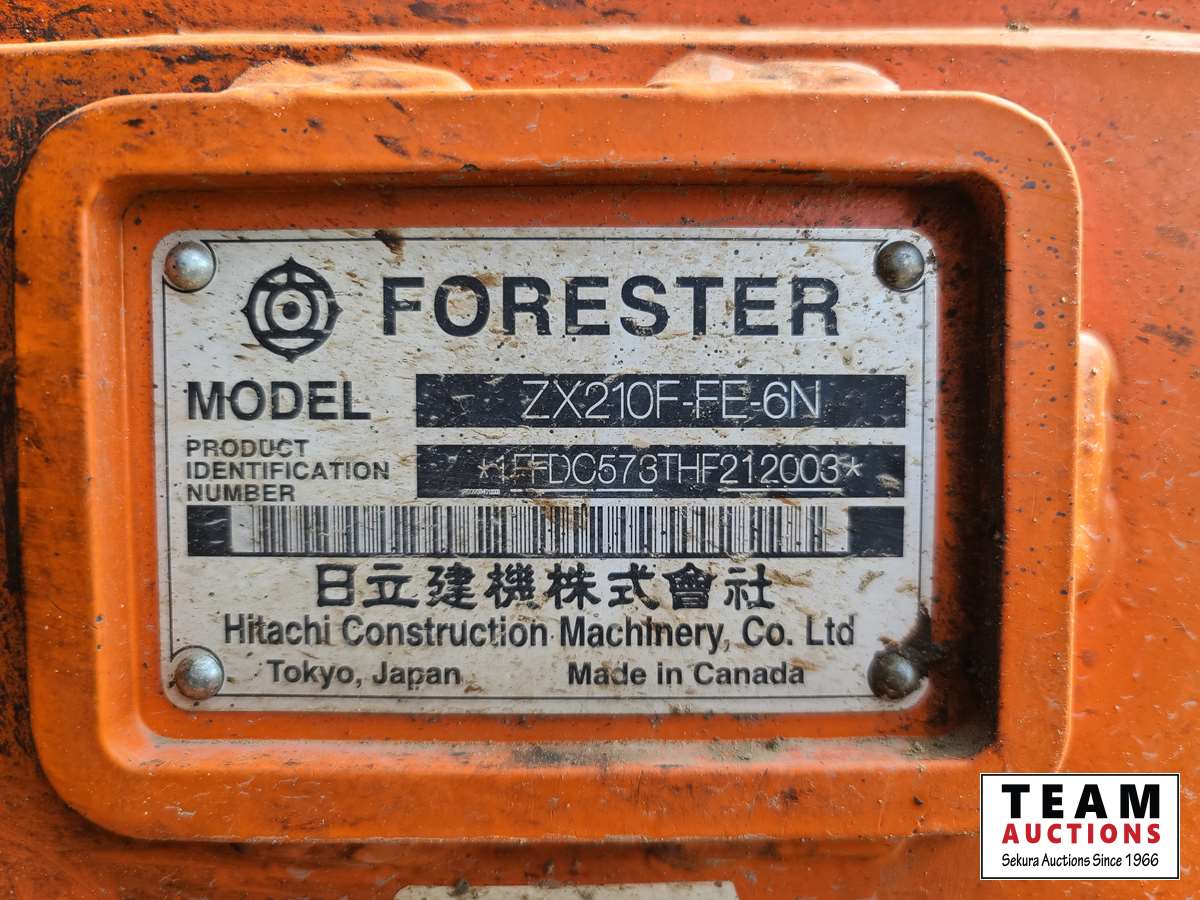 FORESTER
MODEL ZX210F-FE-6N
PRODUCT
IDENTIFICATION
NUMBER
*1FFDC573THF212003*
日立建機株式會社
Hitachi Construction Machinery, Co. Ltd
Tokyo, Japan Made in Canada
TEAM
AUCTIONS
Sekura Auctions Since 1966